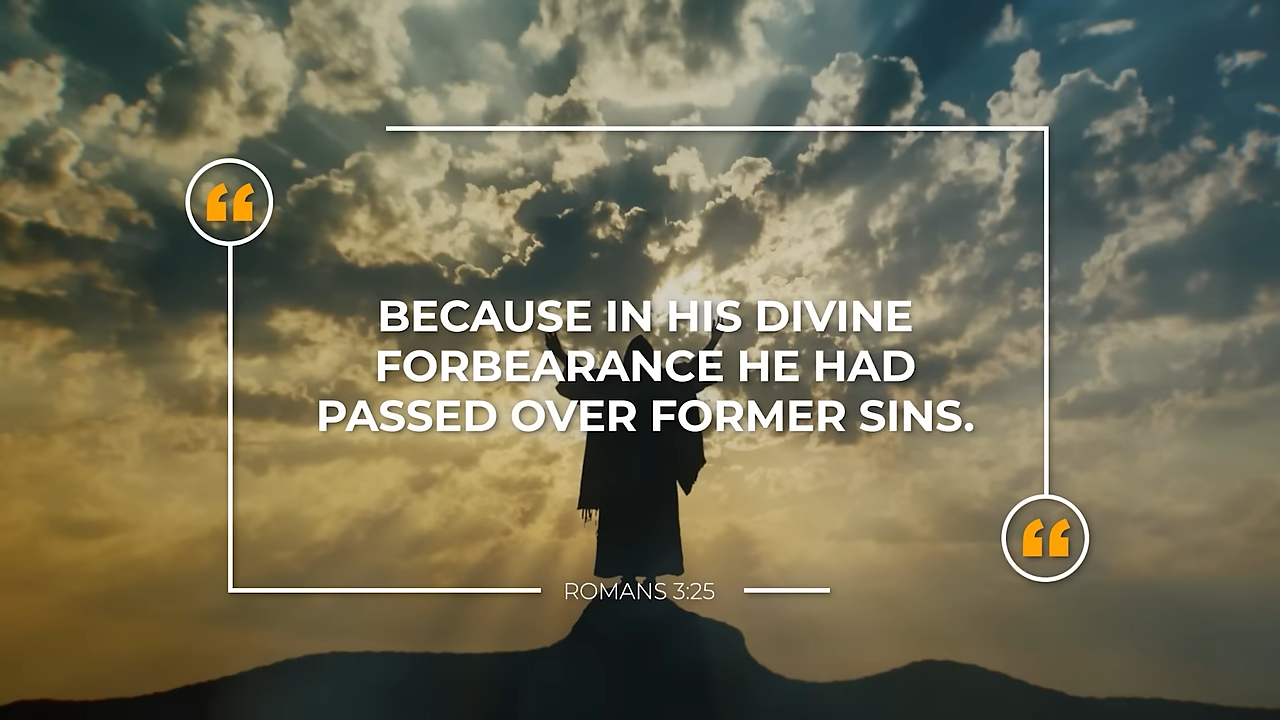 “
BECAUSE IN HIS DIVINE
FORBEARANCE HE HAD
PASSED OVER FORMER SINS.
“
ROMANS 3:25